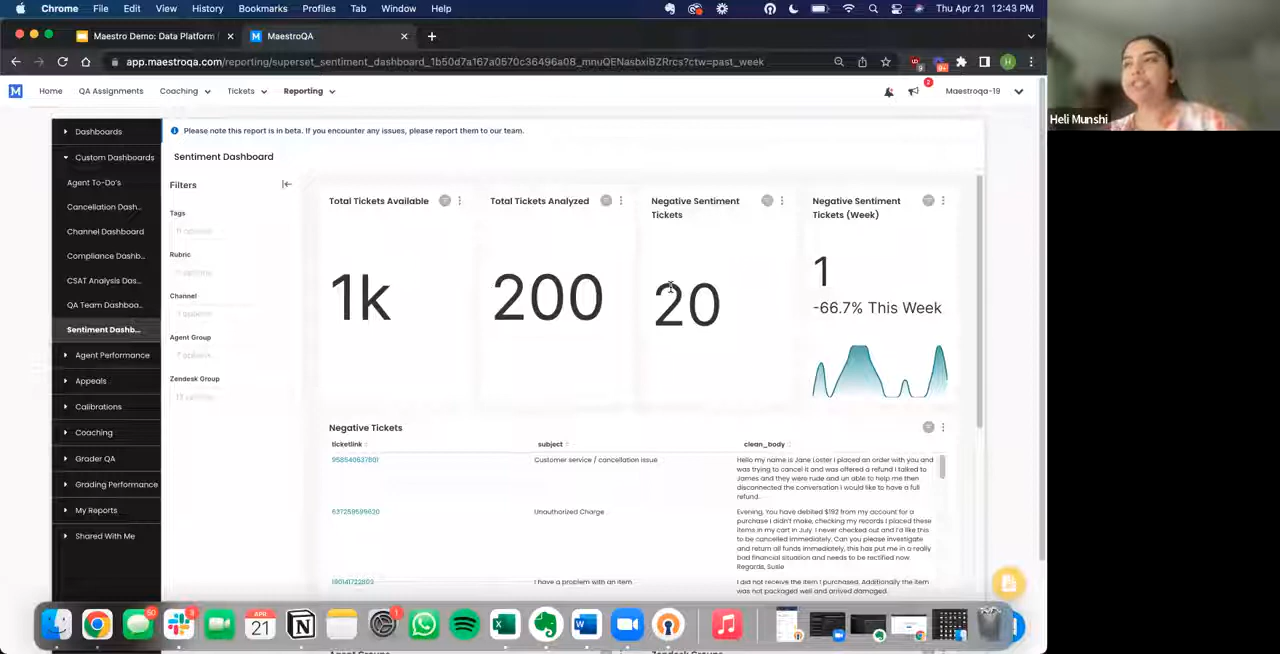 Chrome File Edit View History Bookmarks Profiles Tab Window Help
Thu Apr 21 12:43 PM
Maestro Demo: Data Platform
MaestroQA
app.maestroqa.com/reporting/superset_sentiment_dashboard_1b50d7a167a0570c36496a08_mnuQENasbxiBZRrcs?ctw=past_week
Home QA Assignments Coaching Tickets Reporting
2
Maestroqa-19
Dashboards
Custom Dashboards
Agent To-Do's
Cancellation Dash...
Channel Dashboard
Compliance Dashb...
CSAT Analysis Das...
QA Team Dashboa...
Sentiment Dashb...
Agent Performance
Appeals
Calibrations
Coaching
Grader QA
Grading Performance
My Reports
Shared With Me
Please note this report is in beta. If you encounter any issues, please report them to our team.
Sentiment Dashboard
Filters
Tags
Rubric
Channel
Agent Group
Zendesk Group
Total Tickets Available
1k
Total Tickets Analyzed
200
Negative Sentiment
Tickets
20
Negative Sentiment
Tickets (Week)
1
-66.7% This Week
Negative Tickets
ticketlink subject clean_body
958540637601
Customer service / cancellation issue
Hello my name is Jane Loster I placed an order with you and
was trying to cancel it and was offered a refund I talked to
James and they were rude and un able to help me then
disconnected the conversation I would like to have a full
refund.
637259599620
Unauthorized Charge
Evening, You have debited $192 from my account for a
purchase I didn't make, checking my records I placed these
items in my cart in July. I never checked out and I'd like this
to be cancelled immediately. Can you please investigate
and return all funds immediately, this has put me in a really
bad financial situation and needs to be rectified now.
Regards, Susie
180141722893
I have a problem with an item
I did not receive the item I purchased. Additionally the item
was not packaged well and arrived damaged.
50
3
APR
21
1
Agent Groups
Zendesk Groups
Heli Munshi